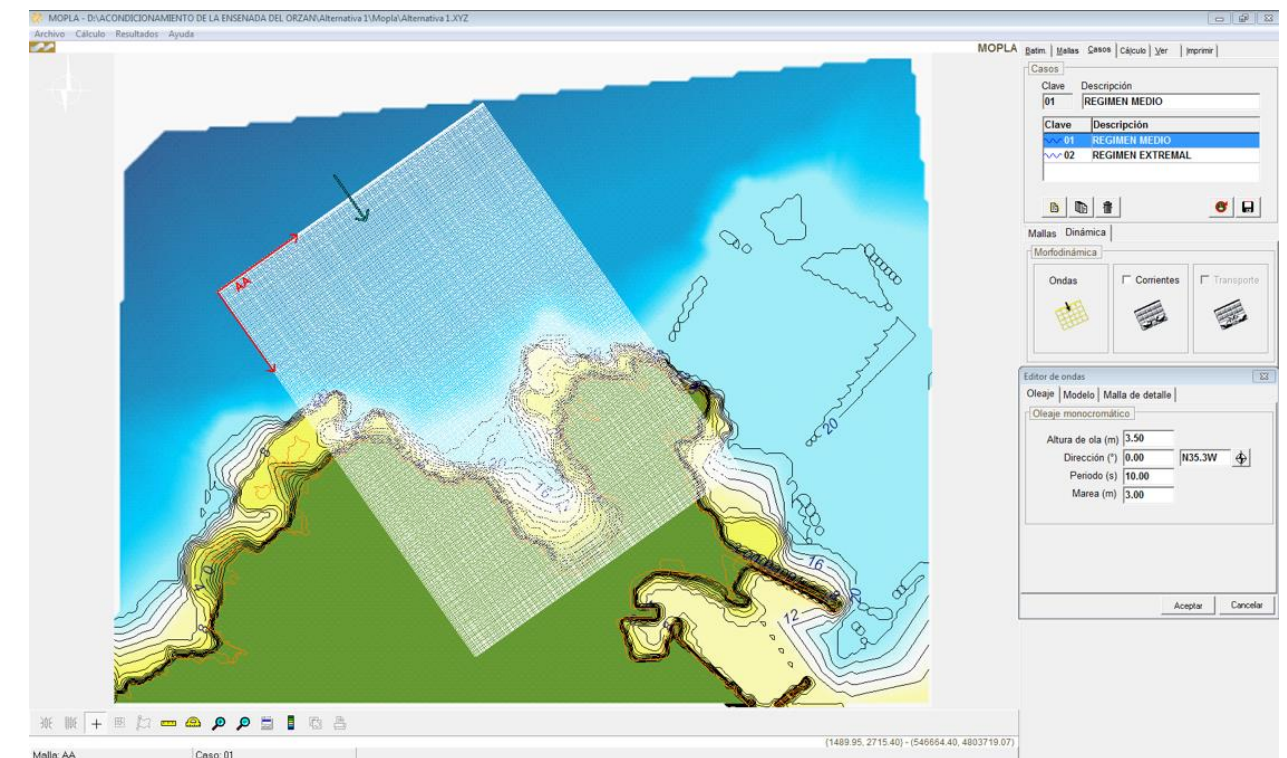 MOPLA - D:\ACONDICIONAMIENTO DE LA ENSENADA DEL ORZAN\Alternativa 1\Mopla\Alternativa 1.XYZ
Archivo Cálculo Resultados Ayuda
MOPLA
Batim. Mallas Casos Cálculo Ver Imprimir
Casos
Clave Descripción
01 REGIMEN MEDIO
Clave Descripción
01 REGIMEN MEDIO
02 REGIMEN EXTREMAL
Mallas Dinámica
Morfodinámica
Ondas Corrientes Transporte
Editor de ondas
Oleaje Modelo Malla de detalle
Oleaje monocromático
Altura de ola (m) 3.50
Dirección (°) 0.00 N35.3W
Periodo (s) 10.00
Marea (m) 3.00
Aceptar Cancelar
AA
20
16
12
(1489.95, 2715.40) - (546664.40, 4803719.07)
Malla: AA Caso: 01